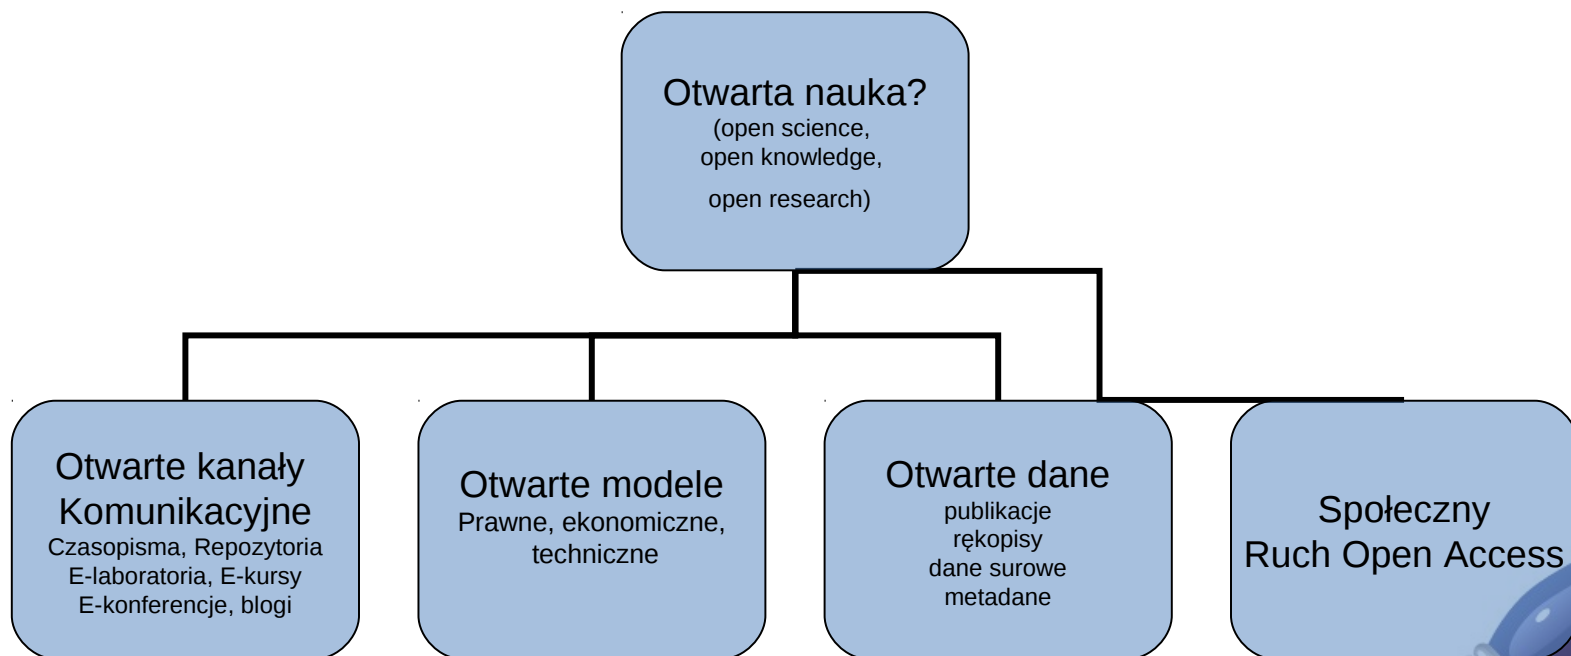 Otwarta nauka?
(open science,
open knowledge,
open research)
Otwarte kanały
Komunikacyjne
Czasopisma, Repozytoria
E-laboratoria, E-kursy
E-konferencje, blogi
Otwarte modele
Prawne, ekonomiczne,
techniczne
Otwarte dane
publikacje
rękopisy
dane surowe
metadane
Społeczny
Ruch Open Access